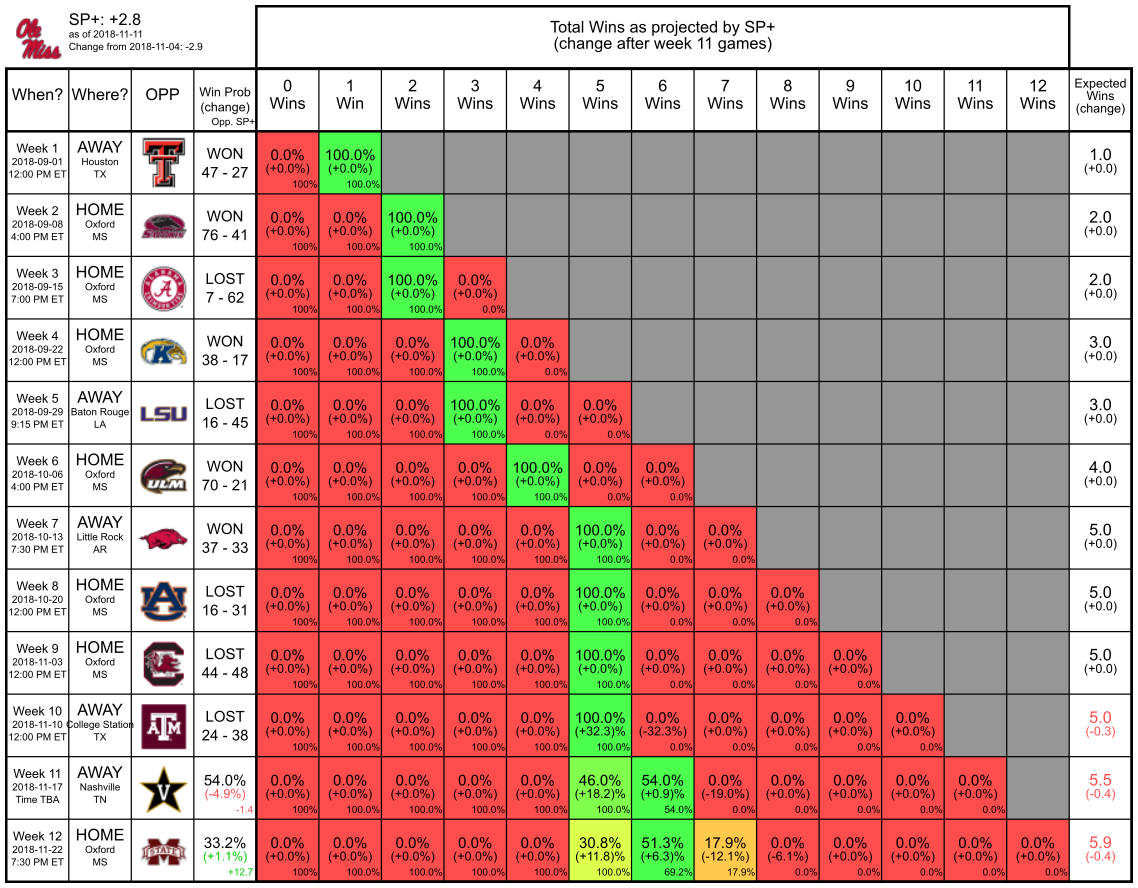 Ole
Miss
SP+: +2.8
as of 2018-11-11
Change from 2018-11-04: -2.9
Total Wins as projected by SP+
(change after week 11 games)
When? Where? OPP Win Prob (change) Opp. SP+ 0 Wins 1 Win 2 Wins 3 Wins 4 Wins 5 Wins 6 Wins 7 Wins 8 Wins 9 Wins 10 Wins 11 Wins 12 Wins Expected Wins (change)
Week 1 AWAY WON 0.0% 100.0% 1.0
2018-09-01 Houston T (+0.0%) (+0.0%) (+0.0)
12:00 PM ET TX 47 - 27 100% 100.0%
Week 2 HOME WON 0.0% 0.0% 100.0% 2.0
2018-09-08 Oxford (+0.0%) (+0.0%) (+0.0%) (+0.0)
4:00 PM ET MS 76 - 41 100% 100.0% 100.0%
Week 3 HOME LOST 0.0% 0.0% 100.0% 0.0% 2.0
2018-09-15 Oxford A (+0.0%) (+0.0%) (+0.0%) (+0.0%) (+0.0)
7:00 PM ET MS 7 - 62 100% 100.0% 100.0% 0.0%
Week 4 HOME WON 0.0% 0.0% 0.0% 100.0% 0.0% 3.0
2018-09-22 Oxford K (+0.0%) (+0.0%) (+0.0%) (+0.0%) (+0.0%) (+0.0)
12:00 PM ET MS 38 - 17 100% 100.0% 100.0% 100.0% 0.0%
Week 5 AWAY LOST 0.0% 0.0% 0.0% 100.0% 0.0% 0.0% 3.0
2018-09-29 Baton Rouge LSU (+0.0%) (+0.0%) (+0.0%) (+0.0%) (+0.0%) (+0.0%) (+0.0)
9:15 PM ET LA 16 - 45 100% 100.0% 100.0% 100.0% 0.0% 0.0%
Week 6 HOME WON 0.0% 0.0% 0.0% 0.0% 100.0% 0.0% 0.0% 4.0
2018-10-06 Oxford ULM (+0.0%) (+0.0%) (+0.0%) (+0.0%) (+0.0%) (+0.0%) (+0.0%) (+0.0)
4:00 PM ET MS 70 - 21 100% 100.0% 100.0% 100.0% 100.0% 0.0% 0.0%
Week 7 AWAY WON 0.0% 0.0% 0.0% 0.0% 0.0% 100.0% 0.0% 0.0% 5.0
2018-10-13 Little Rock (+0.0%) (+0.0%) (+0.0%) (+0.0%) (+0.0%) (+0.0%) (+0.0%) (+0.0%) (+0.0)
7:30 PM ET AR 37 - 33 100% 100.0% 100.0% 100.0% 100.0% 100.0% 0.0% 0.0%
Week 8 HOME LOST 0.0% 0.0% 0.0% 0.0% 0.0% 100.0% 0.0% 0.0% 0.0% 5.0
2018-10-20 Oxford AU (+0.0%) (+0.0%) (+0.0%) (+0.0%) (+0.0%) (+0.0%) (+0.0%) (+0.0%) (+0.0%) (+0.0)
12:00 PM ET MS 16 - 31 100% 100.0% 100.0% 100.0% 100.0% 100.0% 0.0% 0.0% 0.0%
Week 9 HOME LOST 0.0% 0.0% 0.0% 0.0% 0.0% 100.0% 0.0% 0.0% 0.0% 0.0% 5.0
2018-11-03 Oxford C (+0.0%) (+0.0%) (+0.0%) (+0.0%) (+0.0%) (+0.0%) (+0.0%) (+0.0%) (+0.0%) (+0.0%) (+0.0)
12:00 PM ET MS 44 - 48 100% 100.0% 100.0% 100.0% 100.0% 100.0% 0.0% 0.0% 0.0% 0.0%
Week 10 AWAY LOST 0.0% 0.0% 0.0% 0.0% 0.0% 100.0% 0.0% 0.0% 0.0% 0.0% 0.0% 5.0
2018-11-10 College Station ATM (+0.0%) (+0.0%) (+0.0%) (+0.0%) (+0.0%) (+32.3)% (-32.3%) (+0.0%) (+0.0%) (+0.0%) (+0.0%) (-0.3)
12:00 PM ET TX 24 - 38 100% 100.0% 100.0% 100.0% 100.0% 100.0% 0.0% 0.0% 0.0% 0.0% 0.0%
Week 11 AWAY 54.0% 0.0% 0.0% 0.0% 0.0% 0.0% 46.0% 54.0% 0.0% 0.0% 0.0% 0.0% 0.0% 5.5
2018-11-17 Nashville V (-4.9%) (+0.0%) (+0.0%) (+0.0%) (+0.0%) (+0.0%) (+18.2)% (+0.9)% (-19.0%) (+0.0%) (+0.0%) (+0.0%) (+0.0%) (-0.4)
Time TBA TN -1.4 100% 100.0% 100.0% 100.0% 100.0% 100.0% 54.0% 0.0% 0.0% 0.0% 0.0% 0.0%
Week 12 HOME 33.2% 0.0% 0.0% 0.0% 0.0% 0.0% 30.8% 51.3% 17.9% 0.0% 0.0% 0.0% 0.0% 0.0% 5.9
2018-11-22 Oxford STATE (+1.1%) (+0.0%) (+0.0%) (+0.0%) (+0.0%) (+0.0%) (+11.8)% (+6.3)% (-12.1%) (-6.1%) (+0.0%) (+0.0%) (+0.0%) (+0.0%) (-0.4)
7:30 PM ET MS +12.7 100% 100.0% 100.0% 100.0% 100.0% 100.0% 69.2% 17.9% 0.0% 0.0% 0.0% 0.0% 0.0%